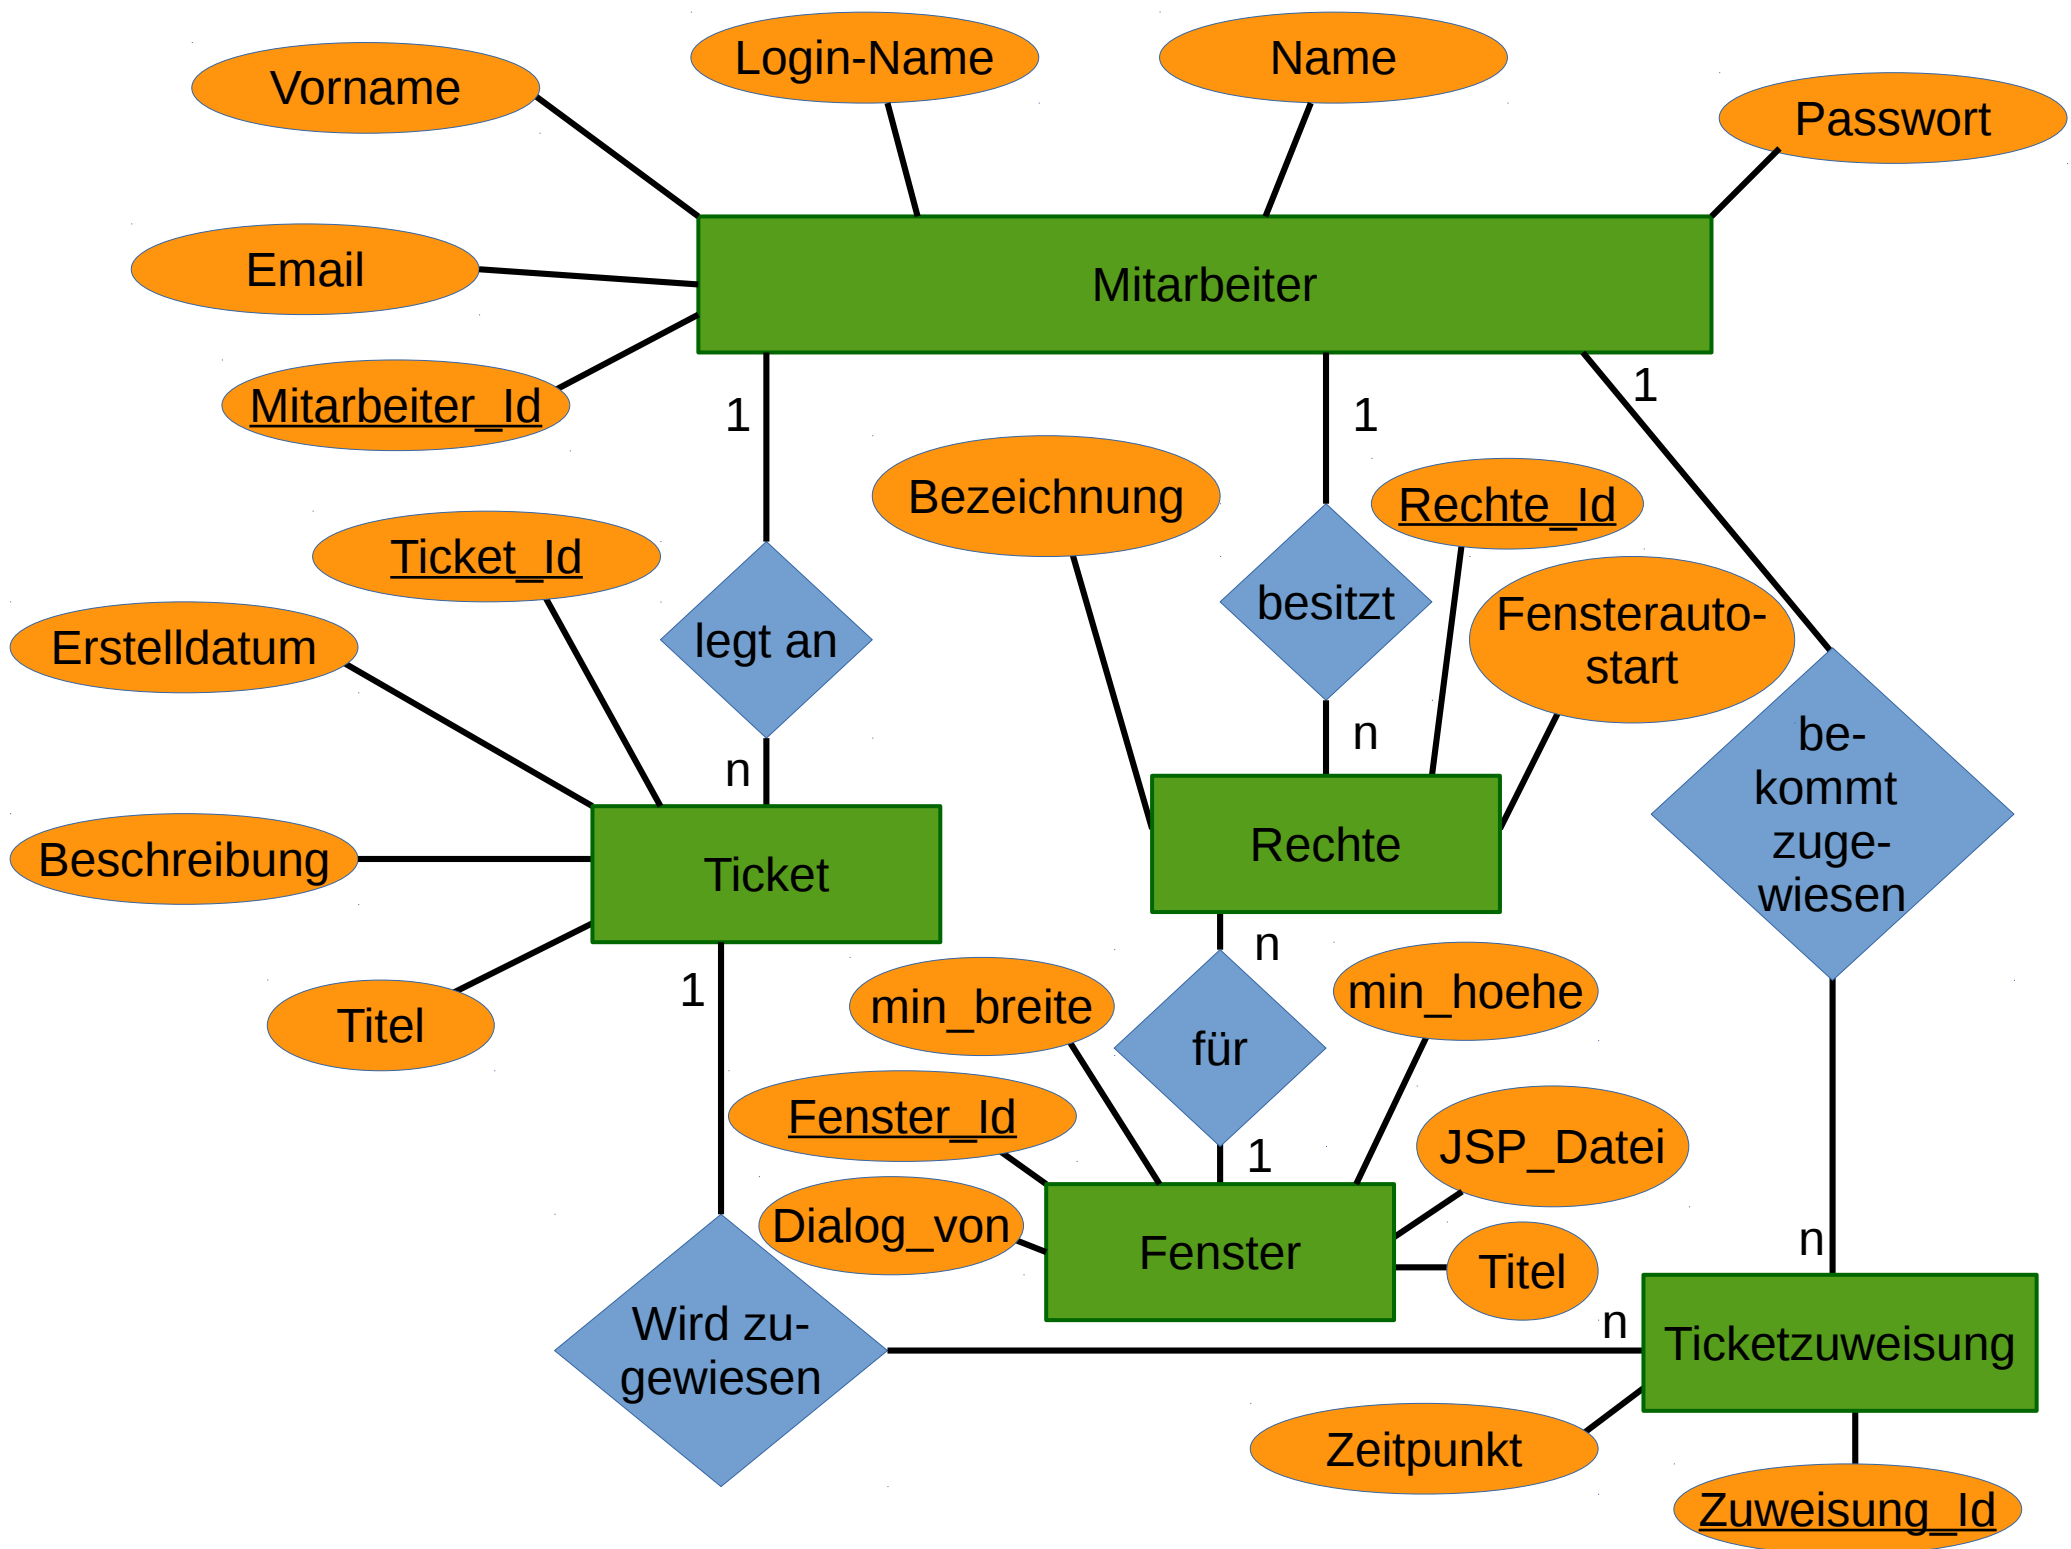 Login-Name
Name
Vorname
Passwort
Email
Mitarbeiter
Mitarbeiter_Id
1
1
1
Bezeichnung
Rechte_Id
Ticket_Id
besitzt
Fensterauto-
start
Erstelldatum
legt an
n
be-
kommt
zuge-
wiesen
n
Beschreibung
Ticket
Rechte
n
1
min_breite
min_hoehe
Titel
für
Fenster_Id
1
JSP_Datei
Dialog_von
Fenster
Titel
n
Wird zu-
gewiesen
n
Ticketzuweisung
Zeitpunkt
Zuweisung_Id